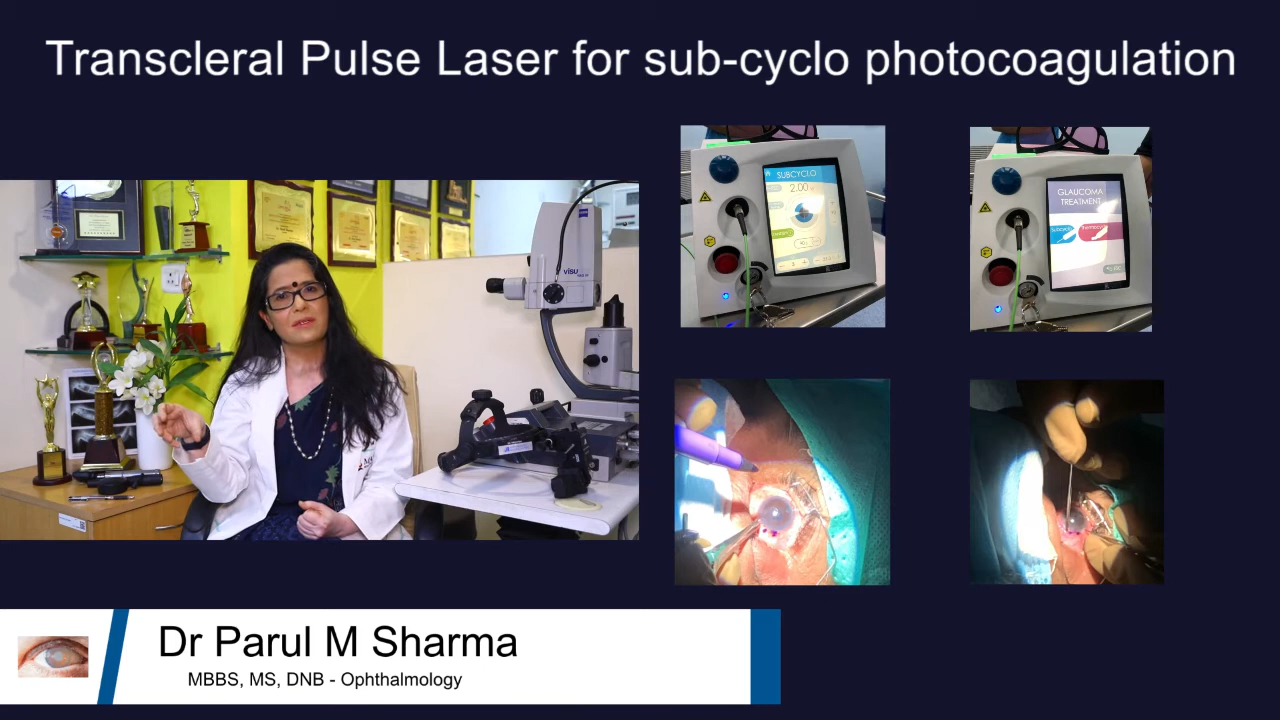 Transcleral Pulse Laser for sub-cyclo photocoagulation
SUBCYCLO
2.00
GLAUCOMA
TREATMENT
VISU
Dr Parul M Sharma
MBBS, MS, DNB - Ophthalmology